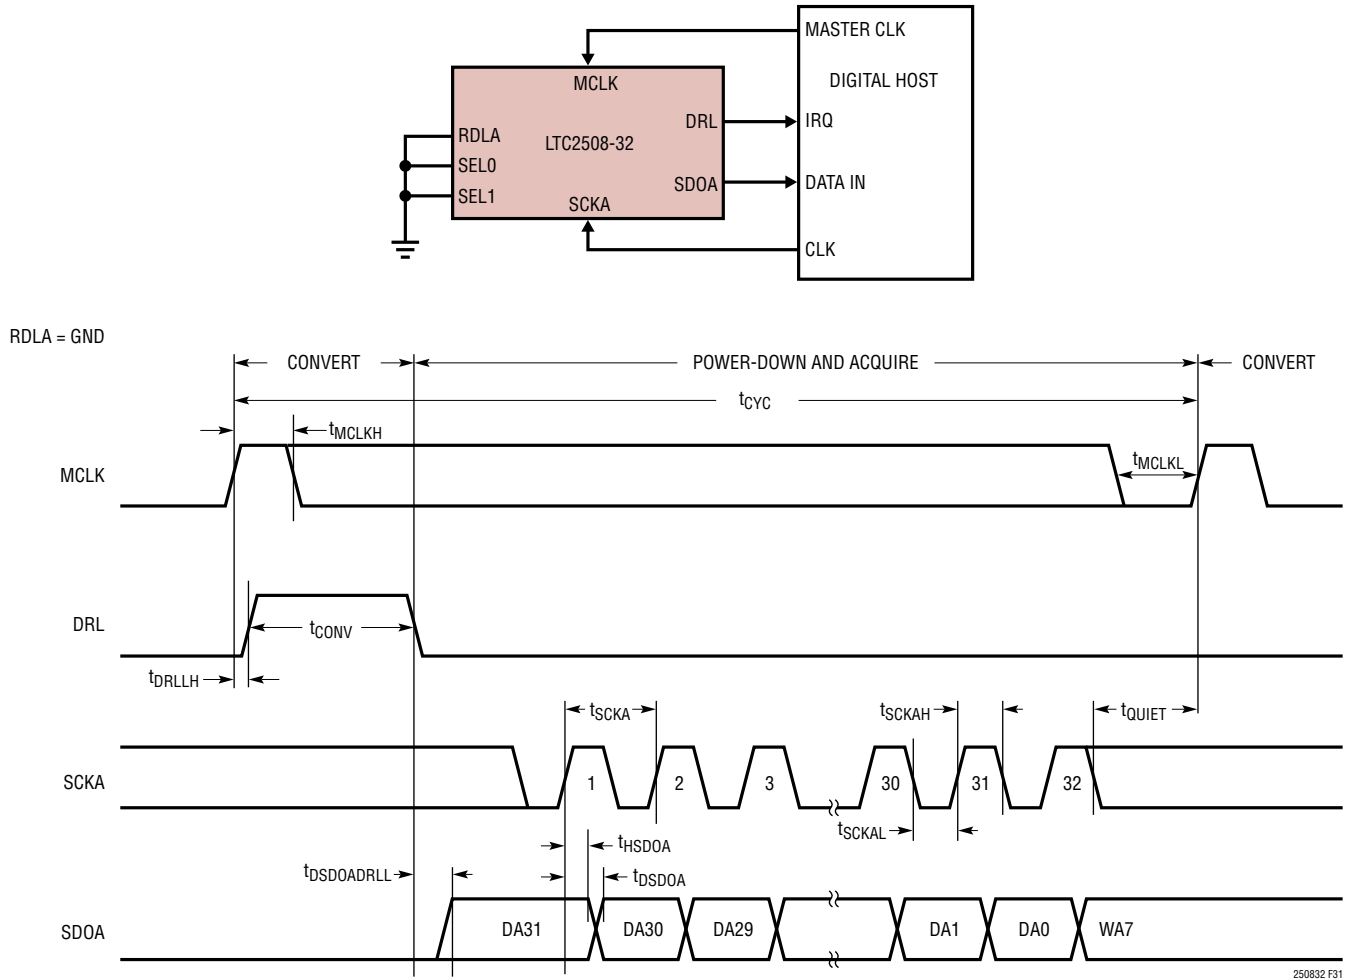 MASTER CLK
MCLK
DIGITAL HOST
DRL
IRQ
RDLA
LTC2508-32
SEL0
SDOA
DATA IN
SEL1
SCKA
CLK
RDLA = GND
CONVERT
POWER-DOWN AND ACQUIRE
CONVERT
tCYC
tMCLKH
MCLK
tMCLKL
DRL
tCONV
tDRLLH
tSCKA
tSCKAH
tQUIET
SCKA
1
2
3
30
31
32
tSCKAL
tHSDOA
tDSDOADRLL
tDSDOA
SDOA
DA31
DA30
DA29
DA1
DA0
WA7
250832 F31